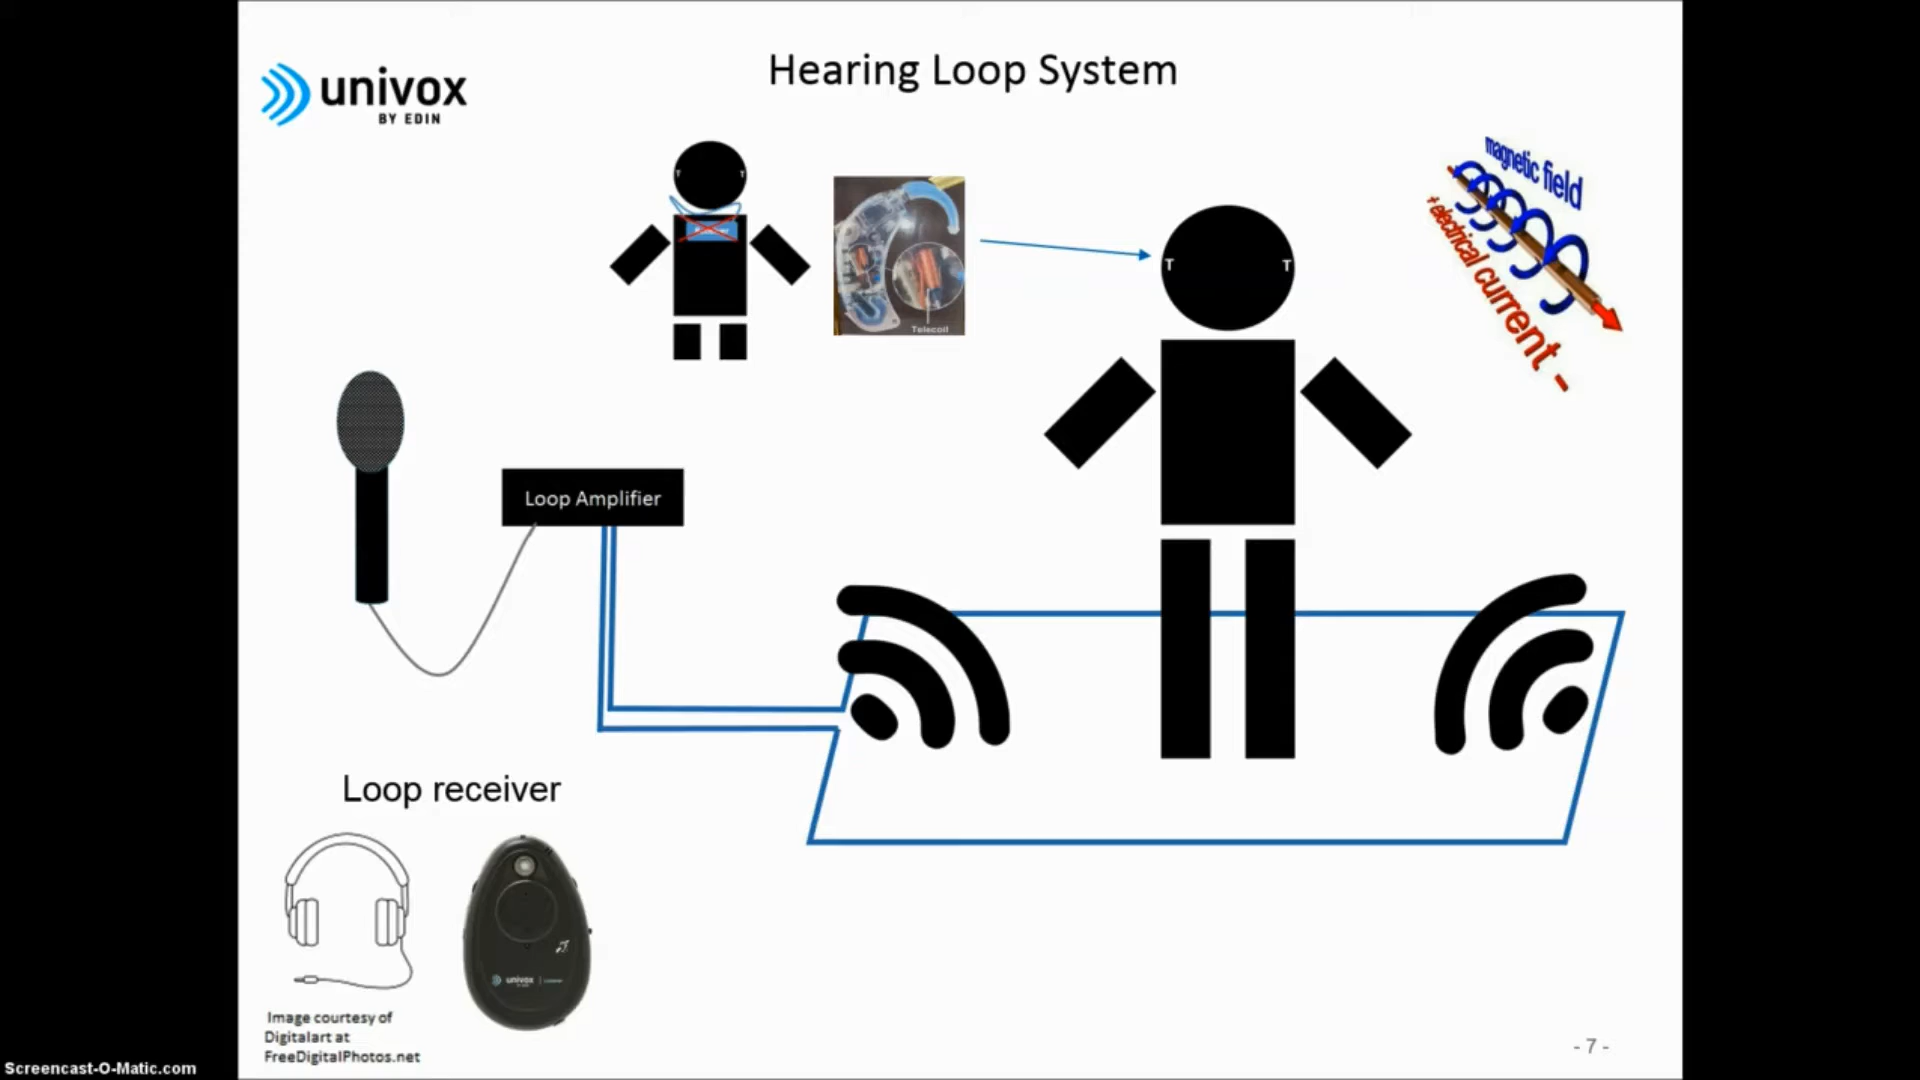 Hearing Loop System
univox
BY EDIN
magnetic field
+ electrical current -
T T
Telecoil
T T
Loop Amplifier
Loop receiver
univox
Image courtesy of
Digitalart at
FreeDigitalPhotos.net
- 7 -
Screencast-O-Matic.com